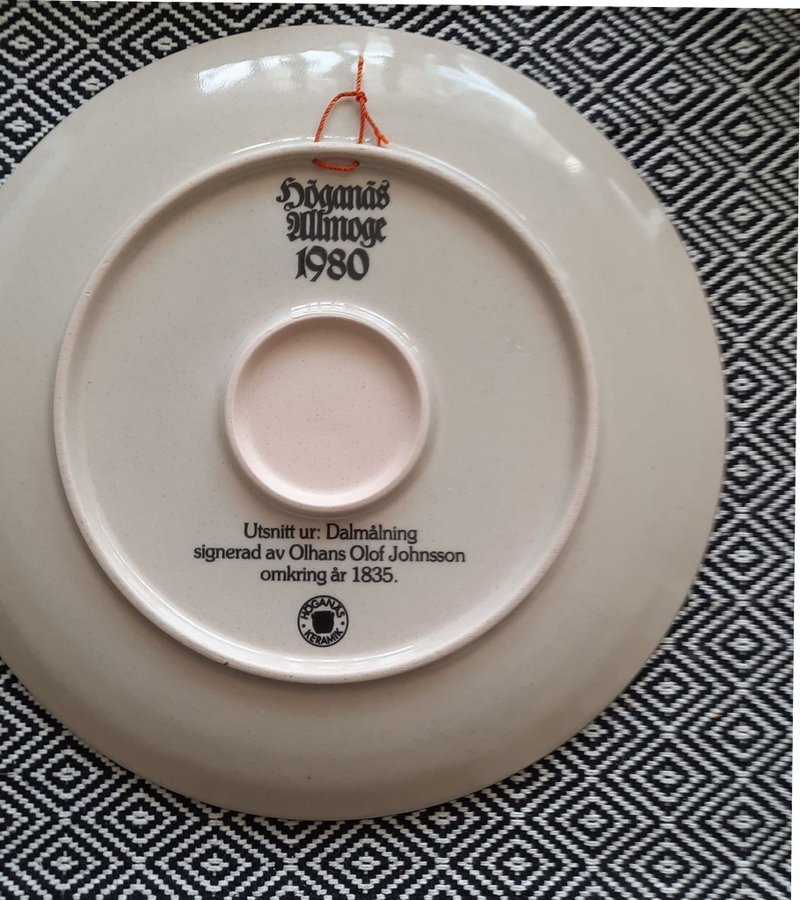 Höganäs
Allmoge
1980
Utsnitt ur: Dalmålning
signerad av Olhans Olof Johnsson
omkring år 1835.
HÖGANÄS
KERAMIK